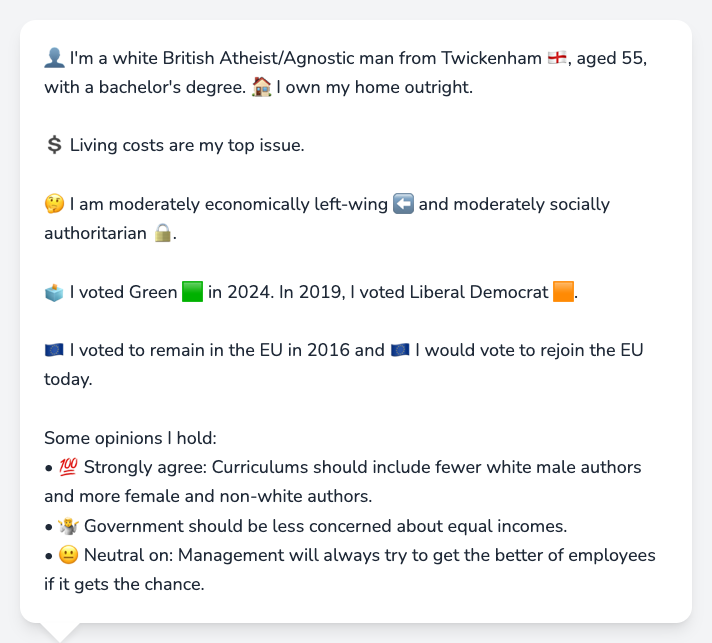 👤 I'm a white British Atheist/Agnostic man from Twickenham 🏴󠁧󠁢󠁥󠁮󠁧󠁿, aged 55,
with a bachelor's degree. 🏠 I own my home outright.
💲 Living costs are my top issue.
🤔 I am moderately economically left-wing ⬅️ and moderately socially
authoritarian 🔒.
🗳️ I voted Green 🟩 in 2024. In 2019, I voted Liberal Democrat 🟧.
🇪🇺 I voted to remain in the EU in 2016 and 🇪🇺 I would vote to rejoin the EU
today.
Some opinions I hold:
• 💯 Strongly agree: Curriculums should include fewer white male authors
and more female and non-white authors.
• 🤷 Government should be less concerned about equal incomes.
• 😐 Neutral on: Management will always try to get the better of employees
if it gets the chance.